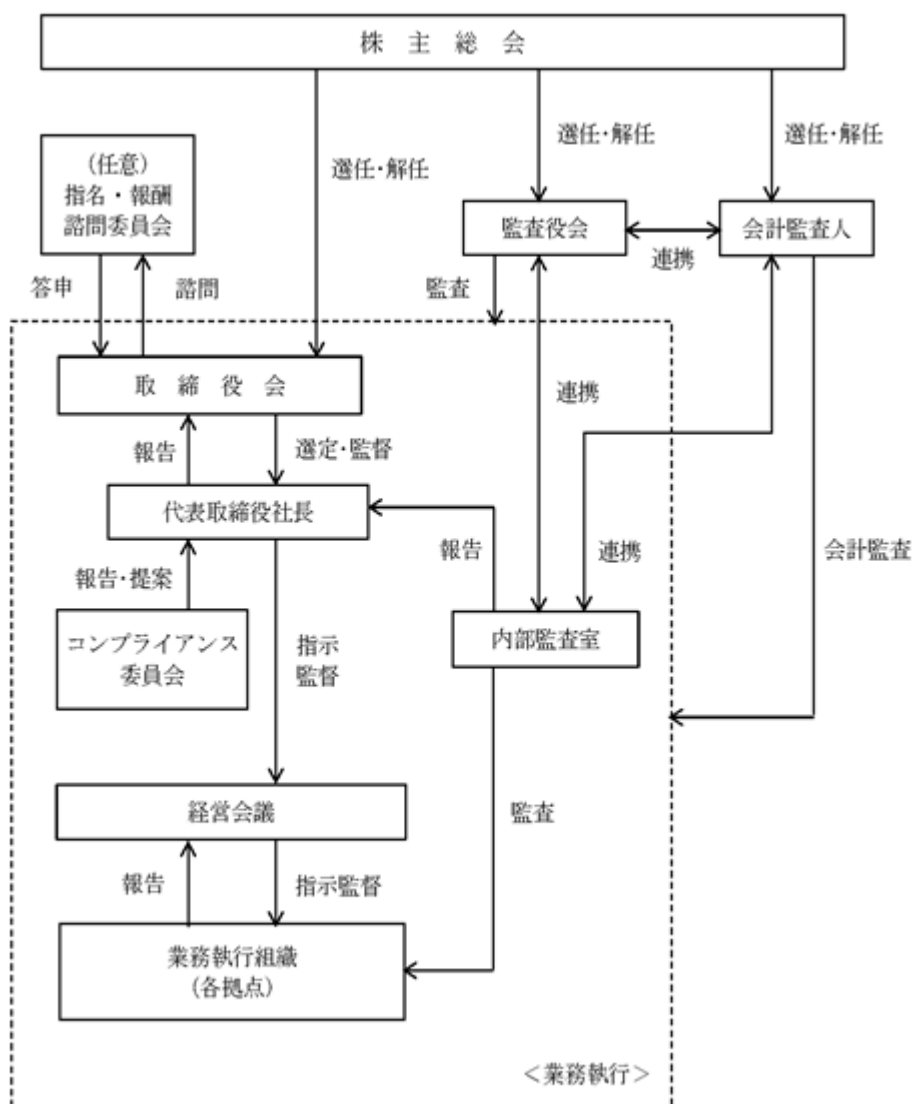 株主総会
選任・解任
選任・解任
選任・解任
(任意)
指名・報酬
諮問委員会
監査役会
会計監査人
連携
答申
諮問
監査
取締役会
連携
報告
選定・監督
代表取締役社長
報告
連携
会計監査
報告・提案
コンプライアンス
委員会
指示
監督
内部監査室
経営会議
監査
報告
指示監督
業務執行組織
(各拠点)
＜業務執行＞